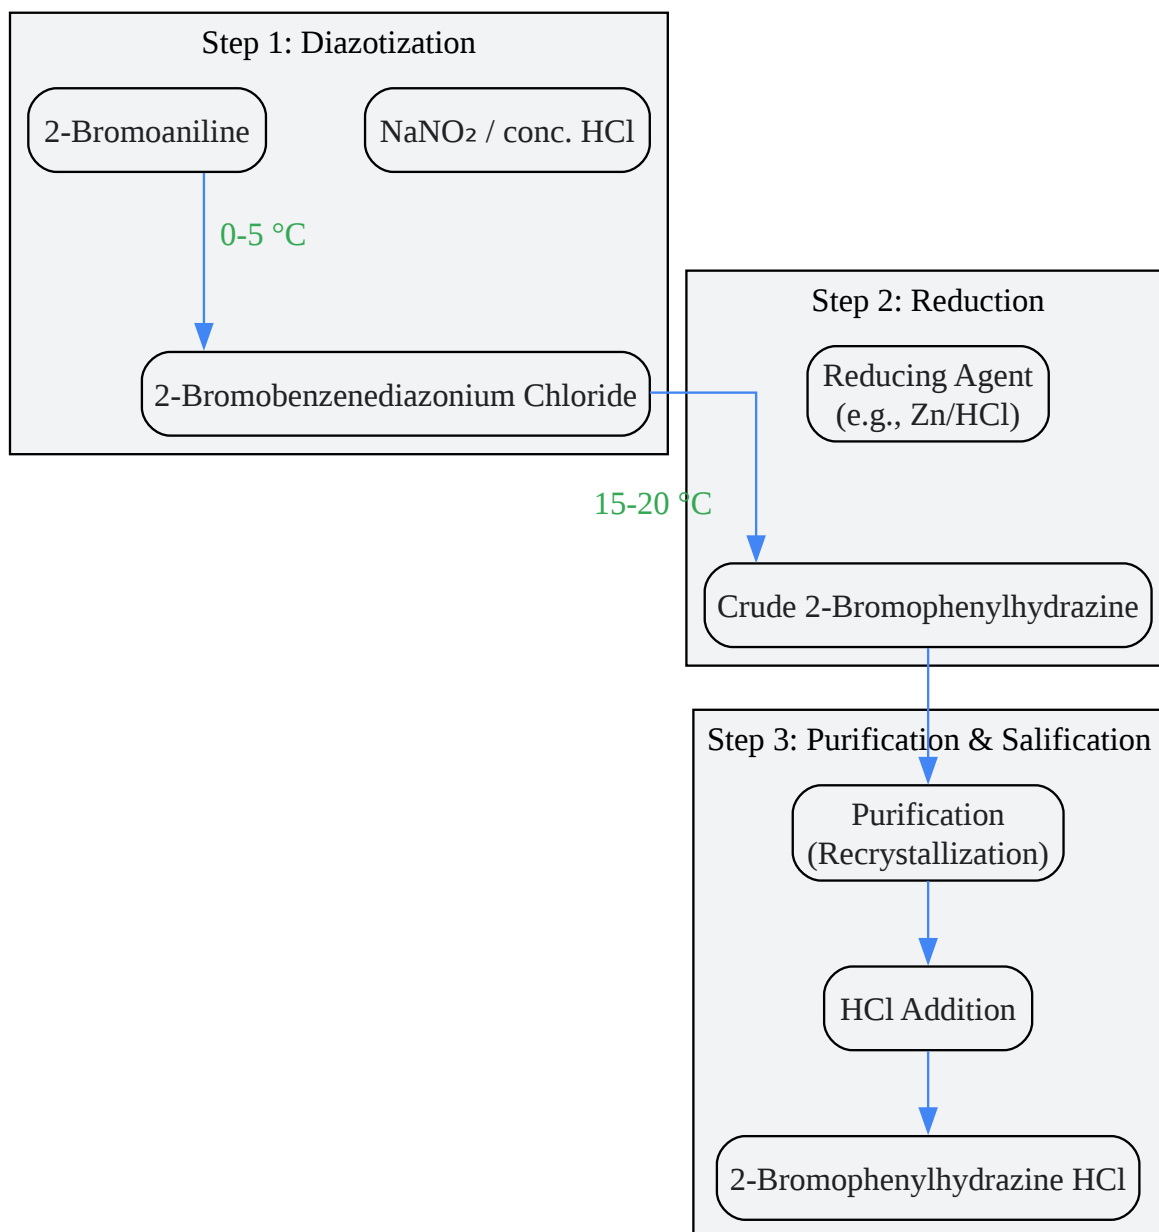 Step 1: Diazotization
2-Bromoaniline
NaNO₂ / conc. HCl
0-5 °C
2-Bromobenzenediazonium Chloride
Step 2: Reduction
Reducing Agent
(e.g., Zn/HCl)
15-20 °C
Crude 2-Bromophenylhydrazine
Step 3: Purification & Salification
Purification
(Recrystallization)
HCl Addition
2-Bromophenylhydrazine HCl